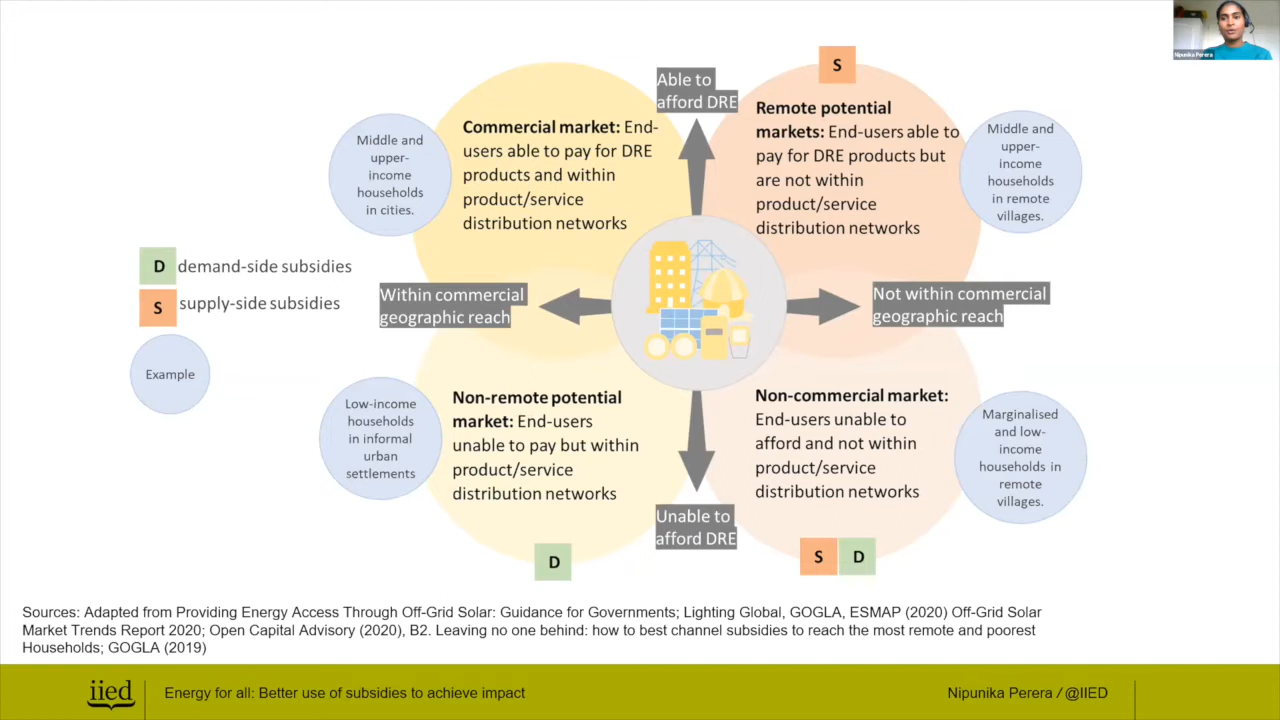 Nipunika Perera
S
Able to
afford DRE
Commercial market: End-
users able to pay for DRE
products and within
product/service
distribution networks
Remote potential
markets: End-users able to
pay for DRE products but
are not within
product/service
distribution networks
Middle and
upper-
income
households
in cities.
Middle and
upper-
income
households
in remote
villages.
D demand-side subsidies
S supply-side subsidies
Example
Within commercial
geographic reach
Not within commercial
geographic reach
Low-income
households
in informal
urban
settlements
Non-remote potential
market: End-users
unable to pay but within
product/service
distribution networks
Non-commercial market:
End-users unable to
afford and not within
product/service
distribution networks
Marginalised
and low-
income
households in
remote
villages.
Unable to
afford DRE
D
S D
Sources: Adapted from Providing Energy Access Through Off-Grid Solar: Guidance for Governments; Lighting Global, GOGLA, ESMAP (2020) Off-Grid Solar
Market Trends Report 2020; Open Capital Advisory (2020), B2. Leaving no one behind: how to best channel subsidies to reach the most remote and poorest
Households; GOGLA (2019)
iied
Energy for all: Better use of subsidies to achieve impact
Nipunika Perera / @IIED